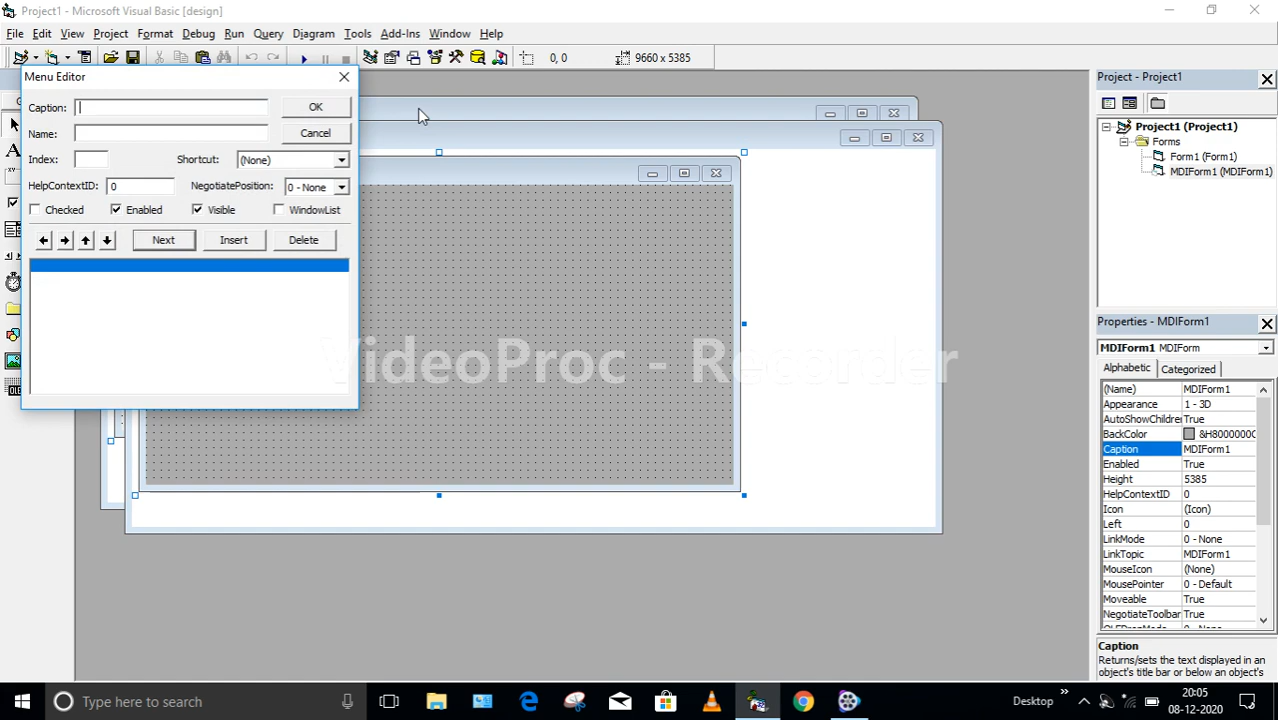 Project1 - Microsoft Visual Basic [design]
File Edit View Project Format Debug Run Query Diagram Tools Add-Ins Window Help
0, 0 9660 x 5385
Menu Editor
Caption: OK
Name: Cancel
Index: Shortcut: (None)
HelpContextID: 0 NegotiatePosition: 0 - None
Checked Enabled Visible WindowList
Next Insert Delete
VideoProc - Recorder
Project - Project1
Project1 (Project1)
Forms
Form1 (Form1)
MDIForm1 (MDIForm1)
Properties - MDIForm1
MDIForm1 MDIForm
Alphabetic Categorized
(Name) MDIForm1
Appearance 1 - 3D
AutoShowChildre True
BackColor &H8000000C
Caption MDIForm1
Enabled True
Height 5385
HelpContextID 0
Icon (Icon)
Left 0
LinkMode 0 - None
LinkTopic MDIForm1
MouseIcon (None)
MousePointer 0 - Default
Moveable True
NegotiateToolbar True
Caption
Returns/sets the text displayed in an
object's title bar or below an object's
Type here to search
Desktop
20:05
08-12-2020